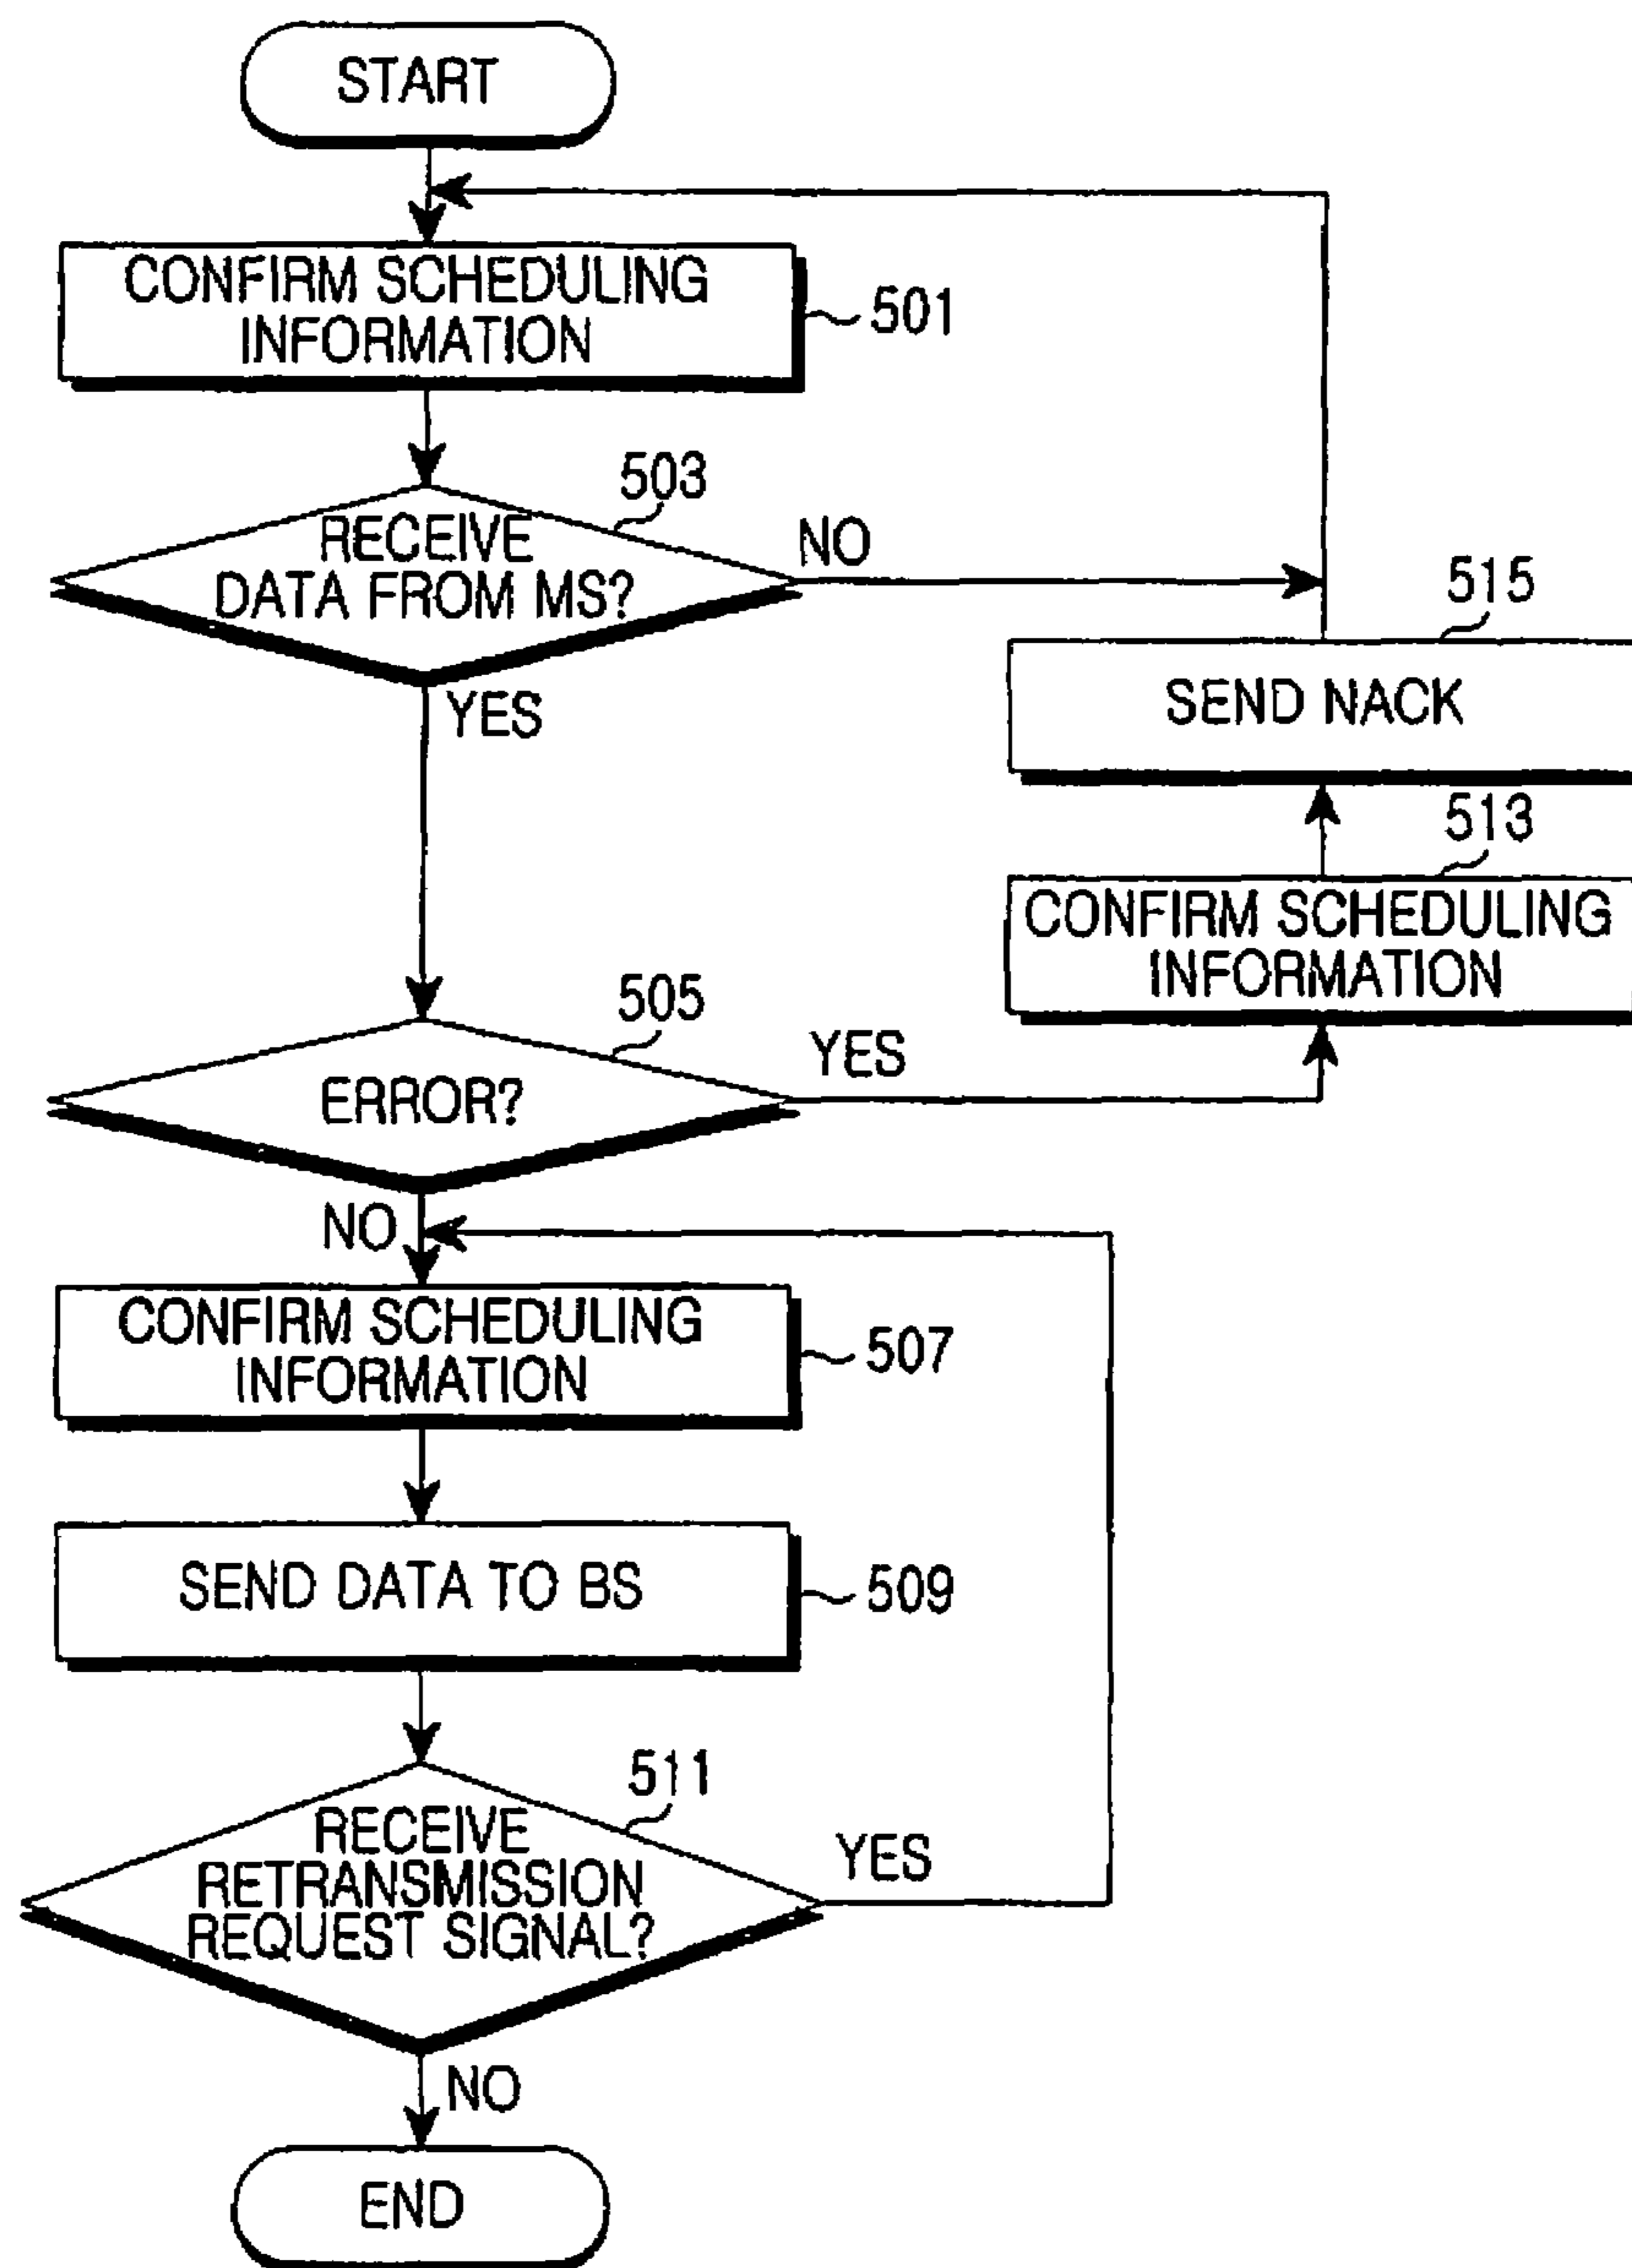 START
CONFIRM SCHEDULING
INFORMATION
501
503
RECEIVE
DATA FROM MS?
NO
YES
515
SEND NACK
513
CONFIRM SCHEDULING
INFORMATION
505
ERROR?
YES
NO
CONFIRM SCHEDULING
INFORMATION
507
SEND DATA TO BS
509
511
RECEIVE
RETRANSMISSION
REQUEST SIGNAL?
YES
NO
END